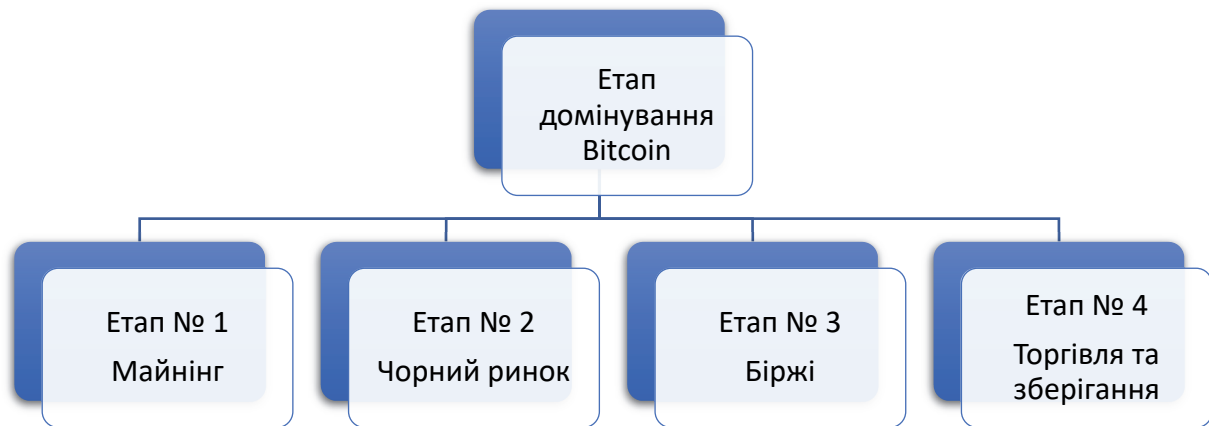 Етап
домінування
Bitcoin
Етап № 1
Майнінг
Етап № 2
Чорний ринок
Етап № 3
Біржі
Етап № 4
Торгівля та
зберігання